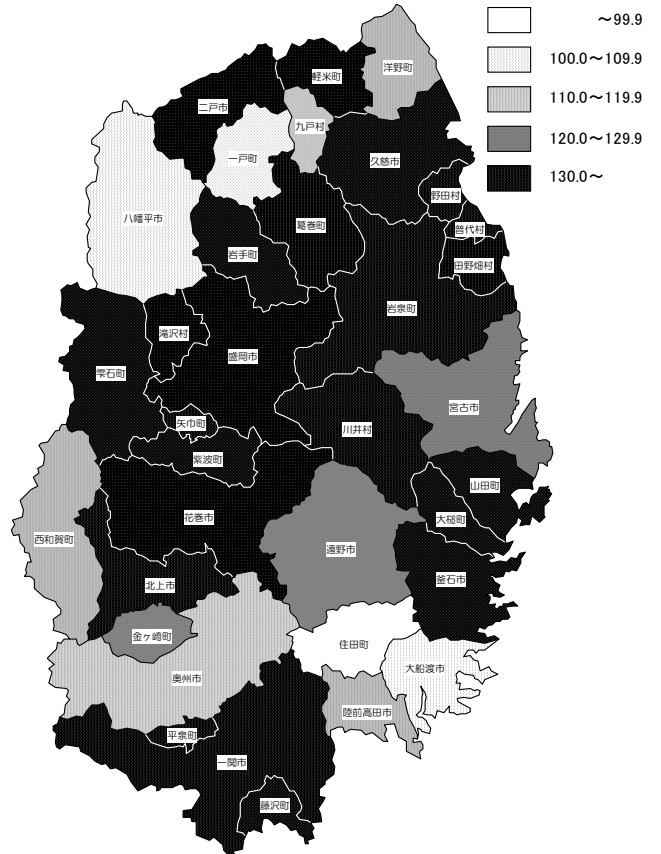 ～99.9
100.0～109.9
110.0～119.9
120.0～129.9
130.0～
洋野町
軽米町
二戸市
九戸村
一戸町
久慈市
野田村
葛巻町
八幡平市
普代村
岩手町
田野畑村
岩泉町
滝沢村
盛岡市
雫石町
宮古市
矢巾町
川井村
紫波町
山田町
花巻市
大槌町
西和賀町
遠野市
釜石市
北上市
金ヶ崎町
住田町
大船渡市
奥州市
陸前高田市
平泉町
一関市
藤沢町